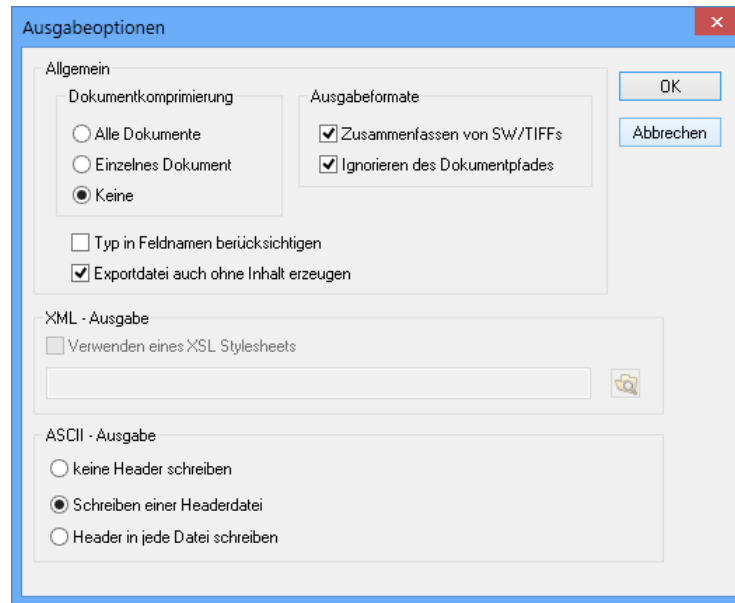 Ausgabeoptionen
Allgemein
Dokumentkomprimierung
Alle Dokumente
Einzelnes Dokument
Keine
Ausgabeformate
Zusammenfassen von SW/TIFFs
Ignorieren des Dokumentpfades
OK
Abbrechen
Typ in Feldnamen berücksichtigen
Exportdatei auch ohne Inhalt erzeugen
XML - Ausgabe
Verwenden eines XSL Stylesheets
ASCII - Ausgabe
keine Header schreiben
Schreiben einer Headerdatei
Header in jede Datei schreiben